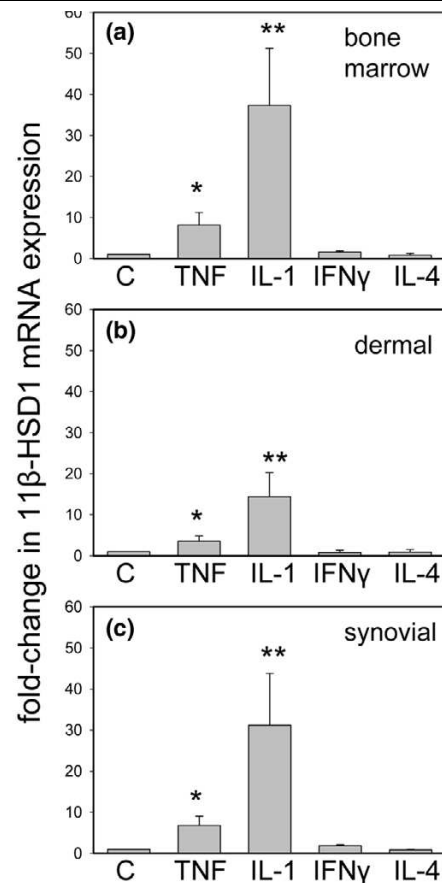 fold-change in 11β-HSD1 mRNA expression
(a)
bone
marrow
**
*
60
50
40
30
20
10
0
C TNF IL-1 IFNγ IL-4
(b)
dermal
**
*
60
50
40
30
20
10
0
C TNF IL-1 IFNγ IL-4
(c)
synovial
**
*
60
50
40
30
20
10
0
C TNF IL-1 IFNγ IL-4